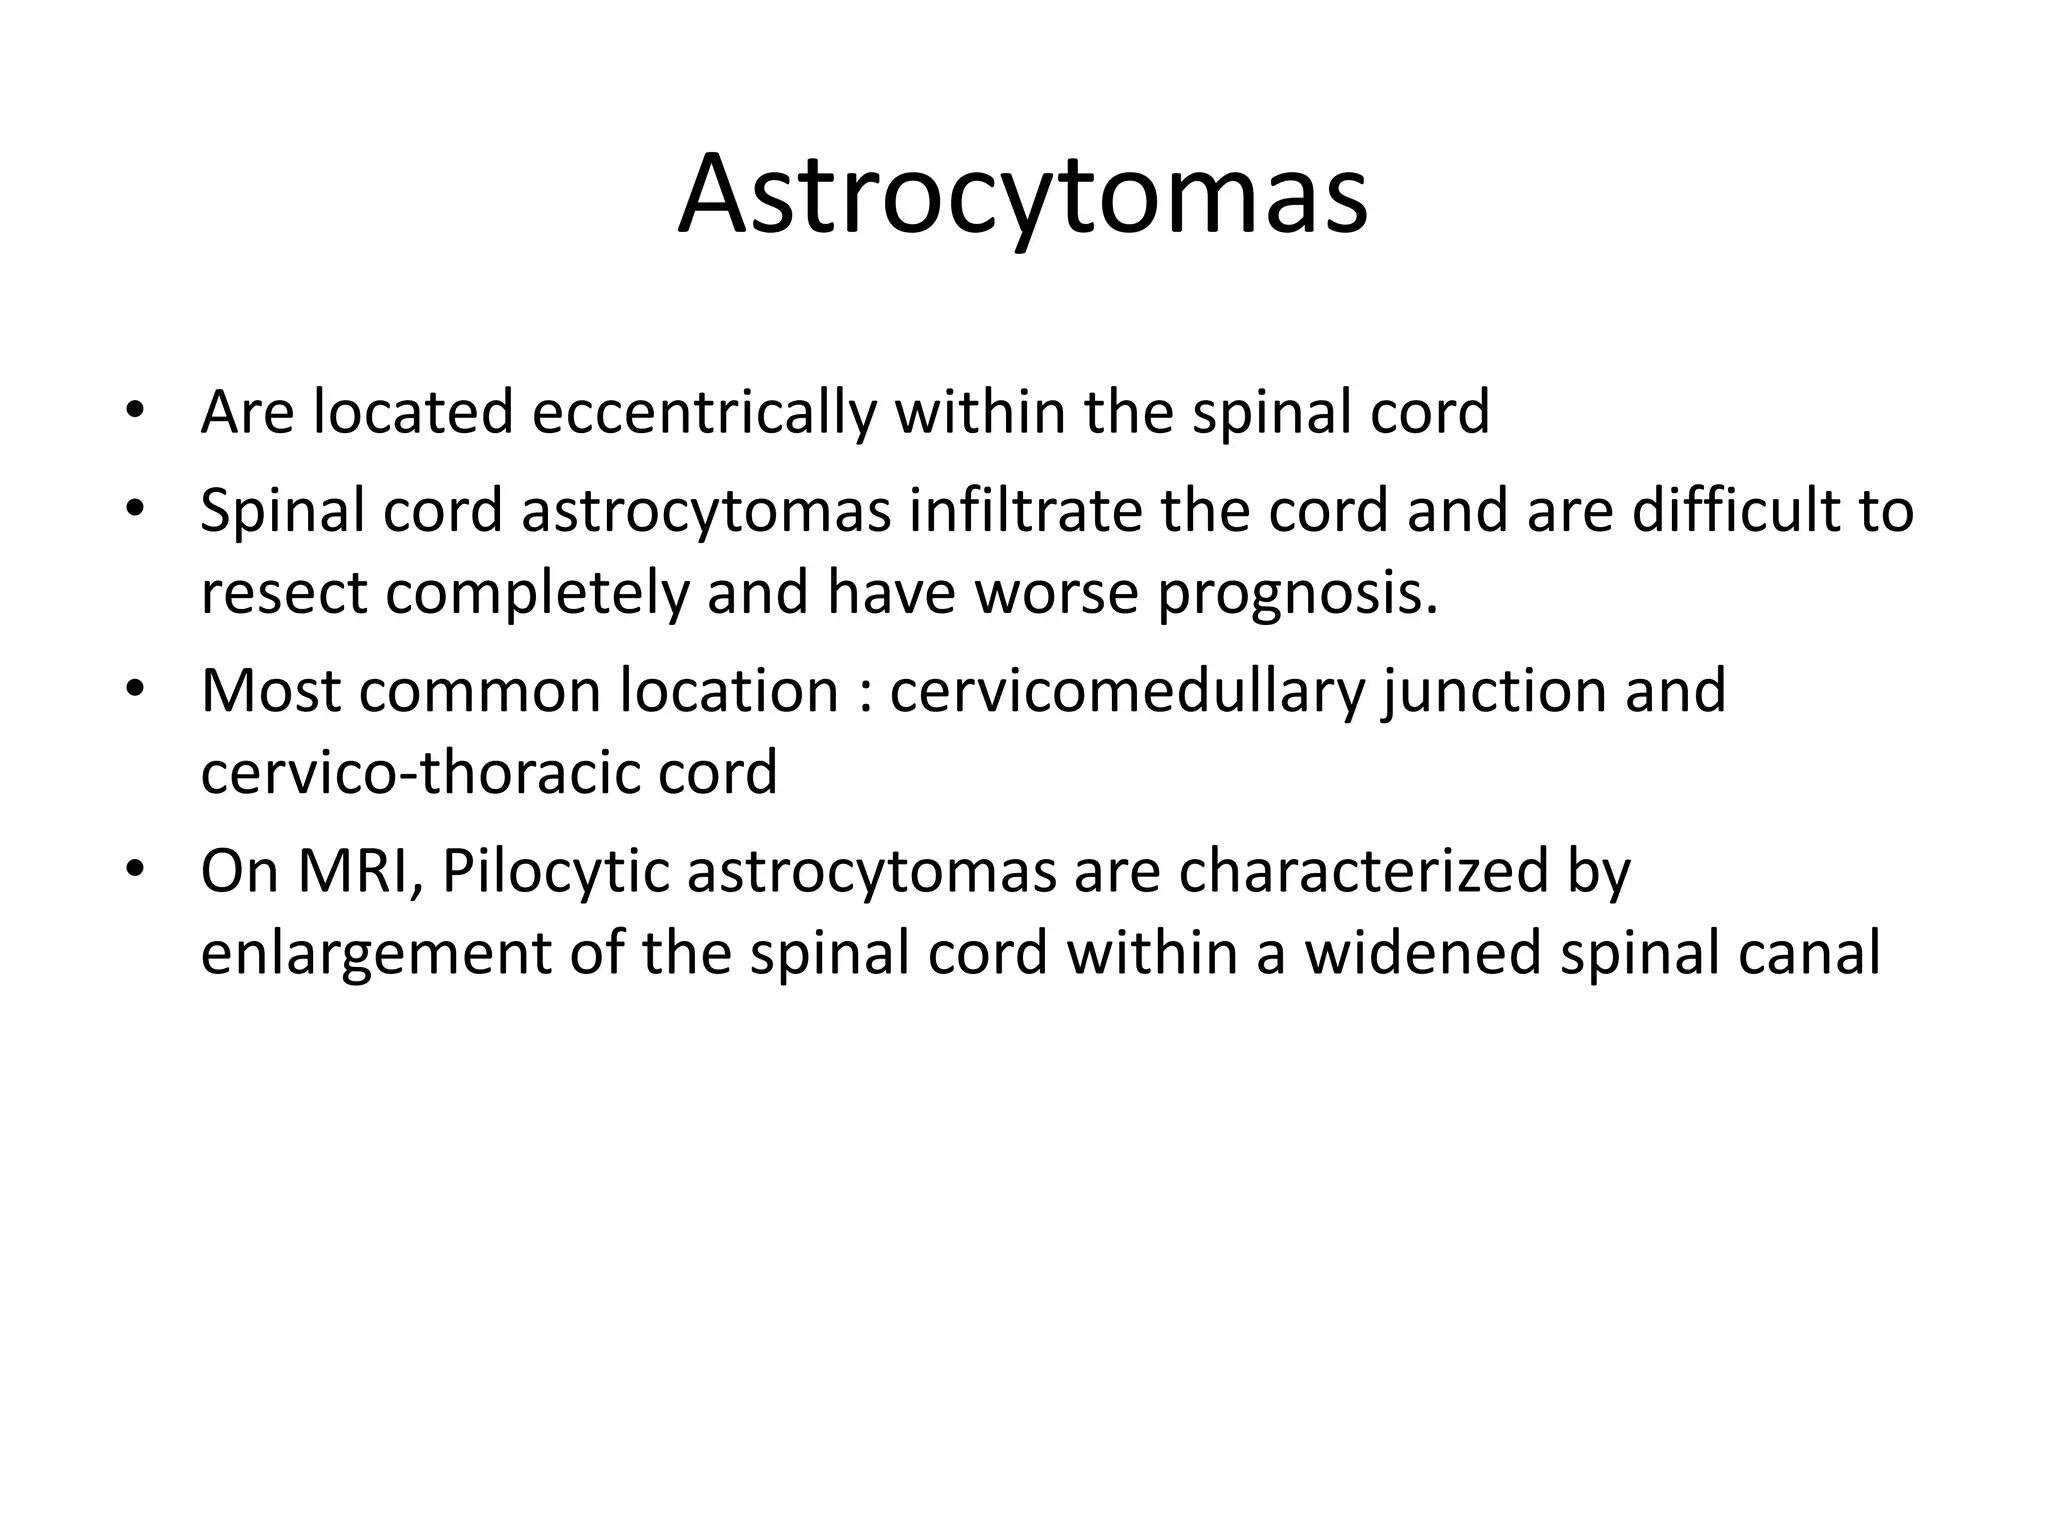 Astrocytomas
• Are located eccentrically within the spinal cord
• Spinal cord astrocytomas infiltrate the cord and are difficult to
resect completely and have worse prognosis.
• Most common location : cervicomedullary junction and
cervico-thoracic cord
• On MRI, Pilocytic astrocytomas are characterized by
enlargement of the spinal cord within a widened spinal canal